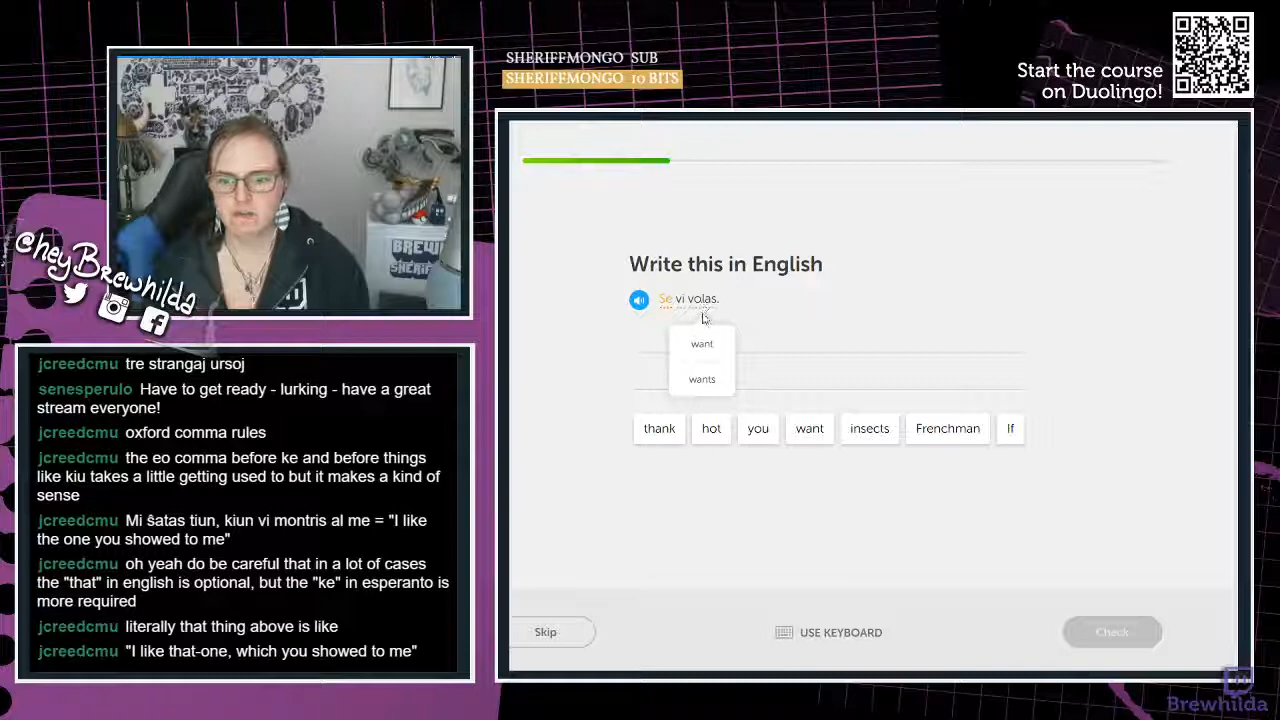 SHERIFFMONGO SUB
SHERIFFMONGO 10 BITS
Start the course
on Duolingo!
@heyBrewhilda
BREW
SHERIF
Write this in English
Se vi volas.
want
wants
thank hot you want insects Frenchman If
Skip
USE KEYBOARD
Check
jcreedcmu tre strangaj ursoj
senesperulo Have to get ready - lurking - have a great
stream everyone!
jcreedcmu oxford comma rules
jcreedcmu the eo comma before ke and before things
like kiu takes a little getting used to but it makes a kind of
sense
jcreedcmu Mi ŝatas tiun, kiun vi montris al me = "I like
the one you showed to me"
jcreedcmu oh yeah do be careful that in a lot of cases
the "that" in english is optional, but the "ke" in esperanto is
more required
jcreedcmu literally that thing above is like
jcreedcmu "I like that-one, which you showed to me"
Brewhilda